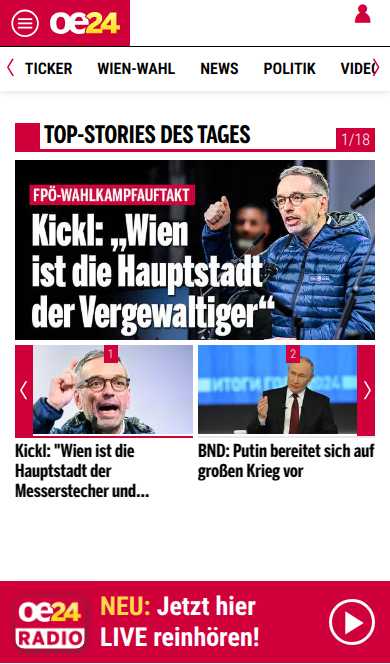 oe24
TICKER WIEN-WAHL NEWS POLITIK VIDEO
TOP-STORIES DES TAGES
1/18
FPÖ-WAHLKAMPFAUFTAKT
Kickl: „Wien
ist die Hauptstadt
der Vergewaltiger“
1
2
ИТОГИ ГОДА 2024
Kickl: "Wien ist die
Hauptstadt der
Messerstecher und...
BND: Putin bereitet sich auf
großen Krieg vor
oe24
RADIO
NEU: Jetzt hier
LIVE reinhören!